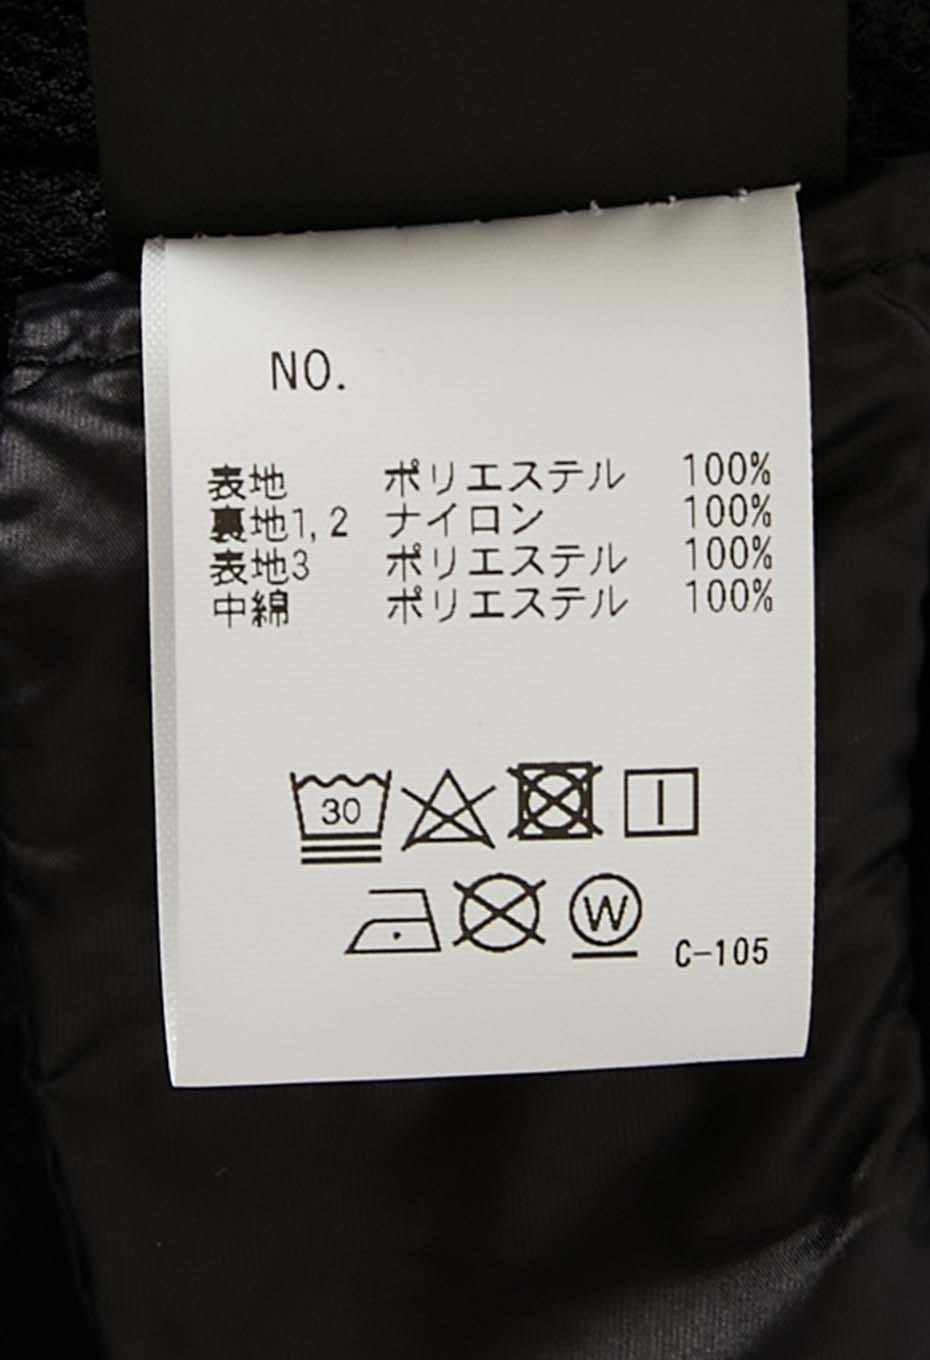 NO.
表地 ポリエステル 100%
裏地1,2 ナイロン 100%
表地3 ポリエステル 100%
中綿 ポリエステル 100%
30
W
C-105